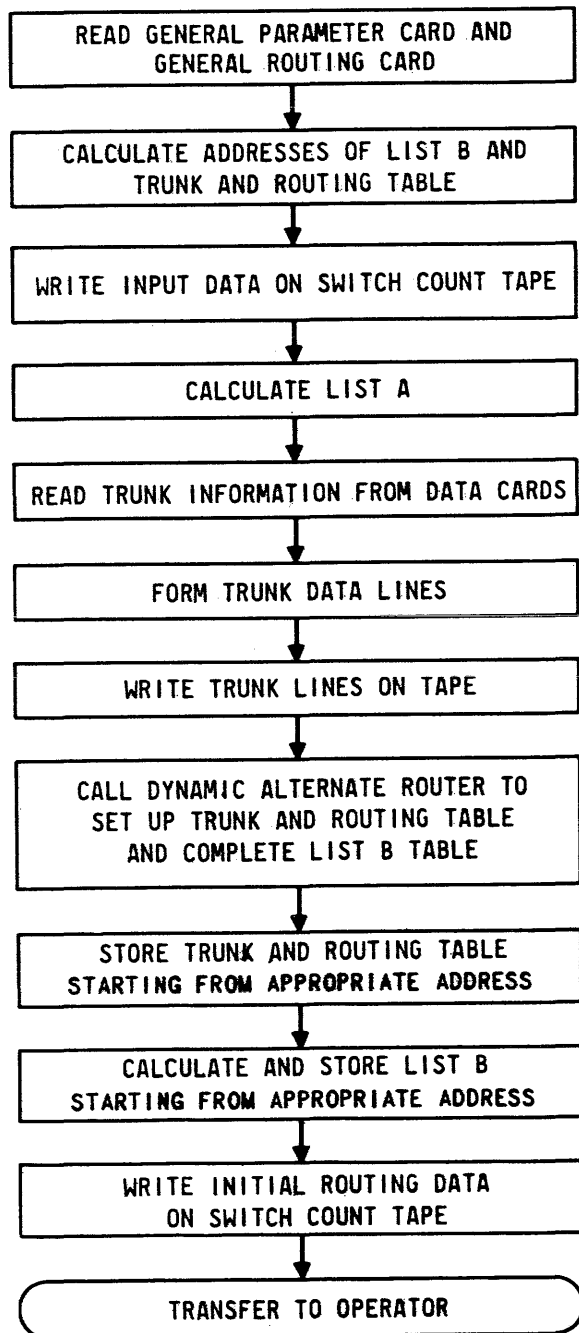 READ GENERAL PARAMETER CARD AND
GENERAL ROUTING CARD
CALCULATE ADDRESSES OF LIST B AND
TRUNK AND ROUTING TABLE
WRITE INPUT DATA ON SWITCH COUNT TAPE
CALCULATE LIST A
READ TRUNK INFORMATION FROM DATA CARDS
FORM TRUNK DATA LINES
WRITE TRUNK LINES ON TAPE
CALL DYNAMIC ALTERNATE ROUTER TO
SET UP TRUNK AND ROUTING TABLE
AND COMPLETE LIST B TABLE
STORE TRUNK AND ROUTING TABLE
STARTING FROM APPROPRIATE ADDRESS
CALCULATE AND STORE LIST B
STARTING FROM APPROPRIATE ADDRESS
WRITE INITIAL ROUTING DATA
ON SWITCH COUNT TAPE
TRANSFER TO OPERATOR